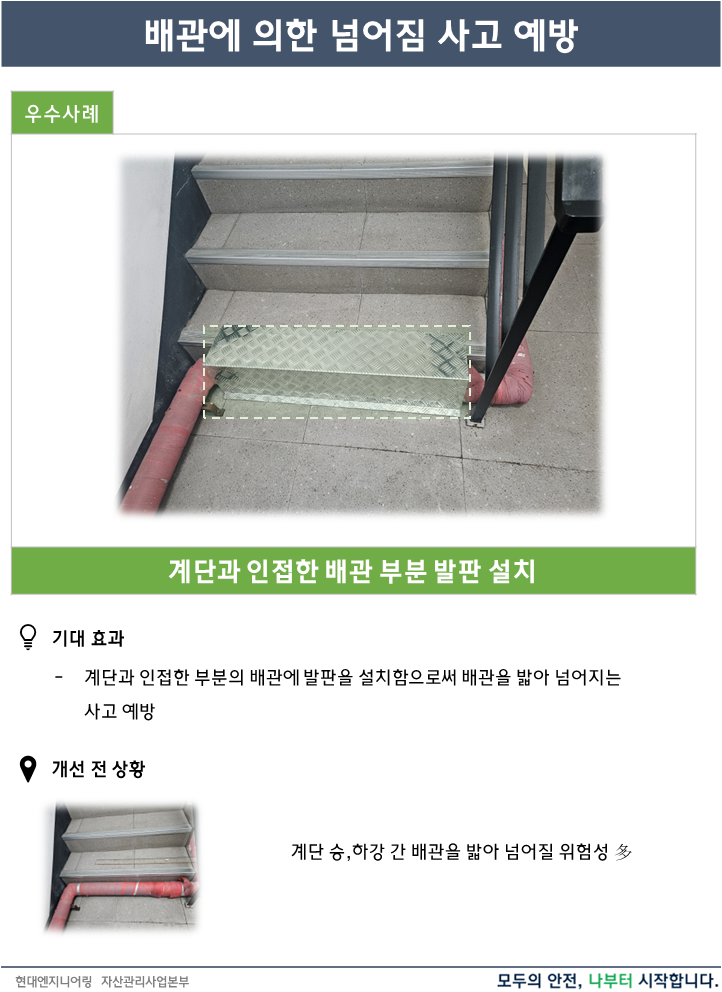 배관에 의한 넘어짐 사고 예방
우수사례
계단과 인접한 배관 부분 발판 설치
기대 효과
- 계단과 인접한 부분의 배관에 발판을 설치함으로써 배관을 밟아 넘어지는
사고 예방
개선 전 상황
계단 승,하강 간 배관을 밟아 넘어질 위험성 多
현대엔지니어링 자산관리사업본부
모두의 안전, 나부터 시작합니다.